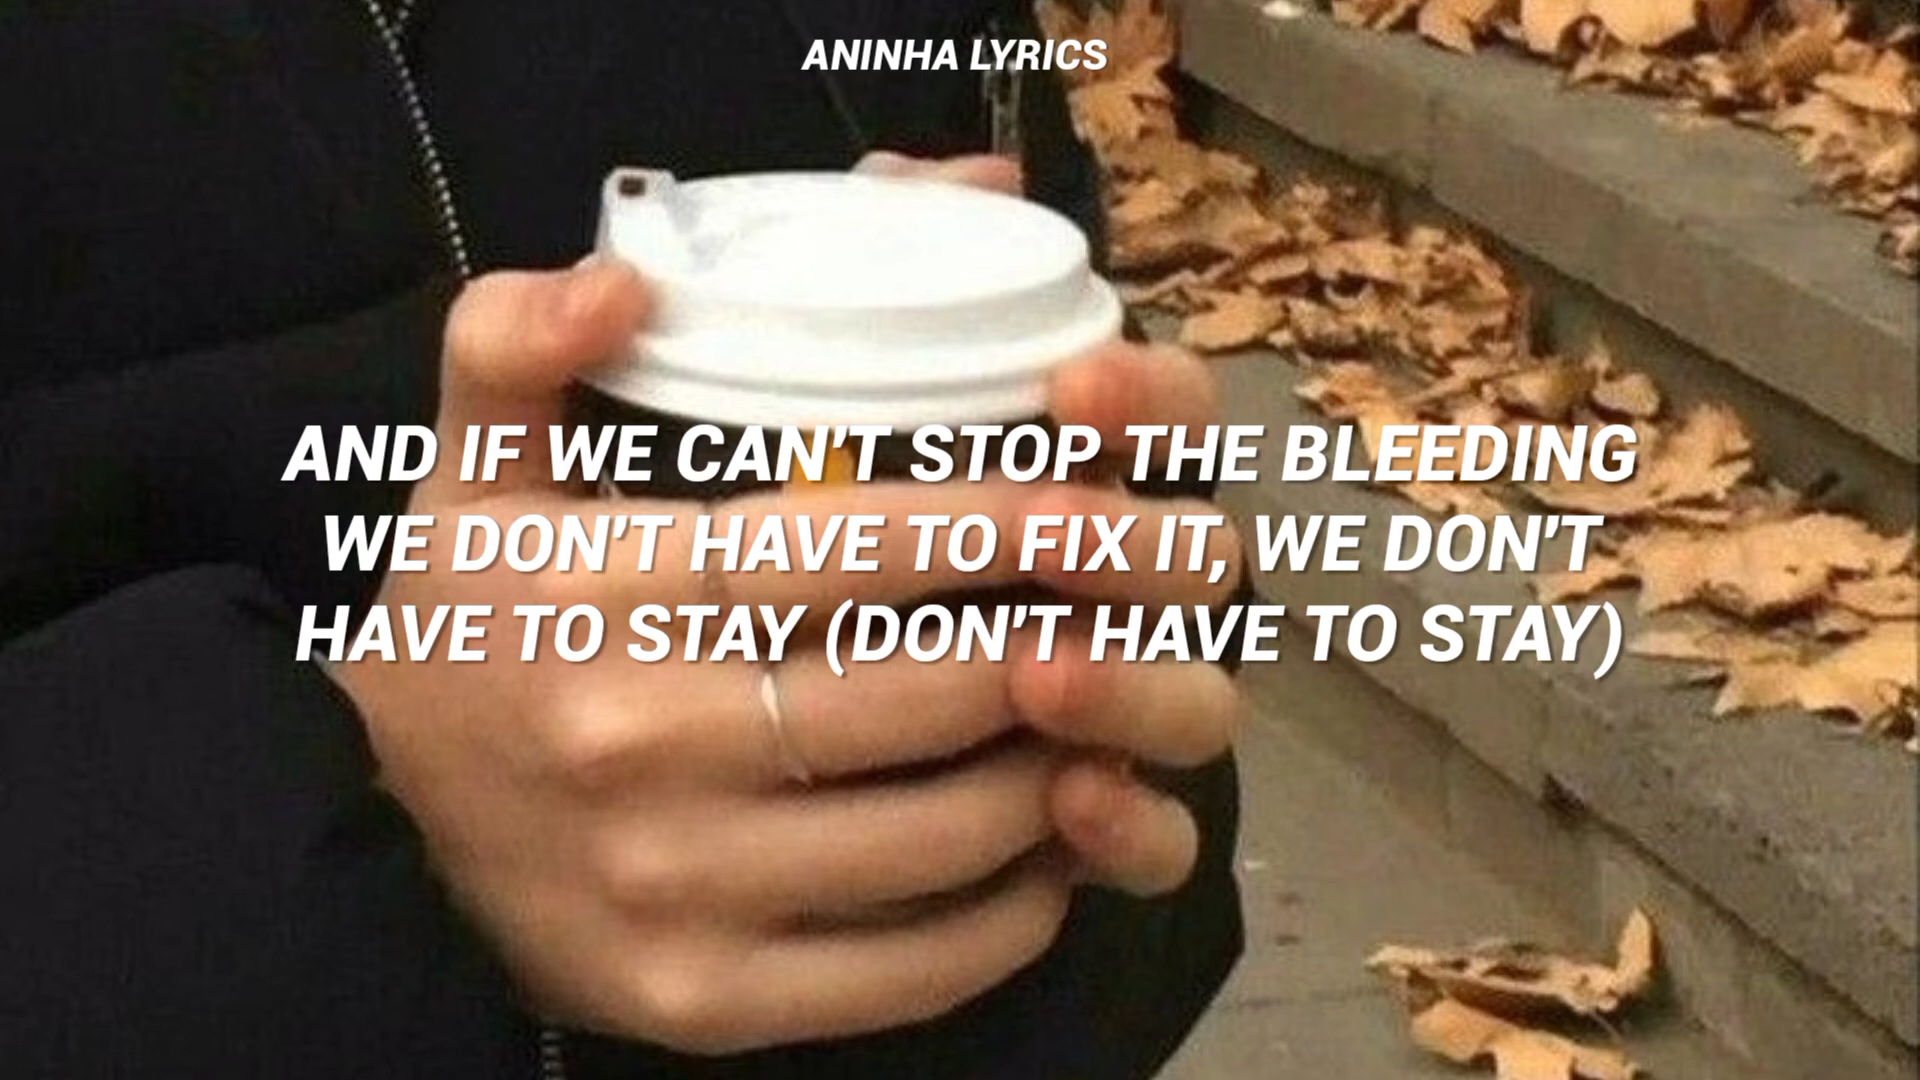 ANINHA LYRICS
AND IF WE CAN'T STOP THE BLEEDING
WE DON'T HAVE TO FIX IT, WE DON'T
HAVE TO STAY (DON'T HAVE TO STAY)